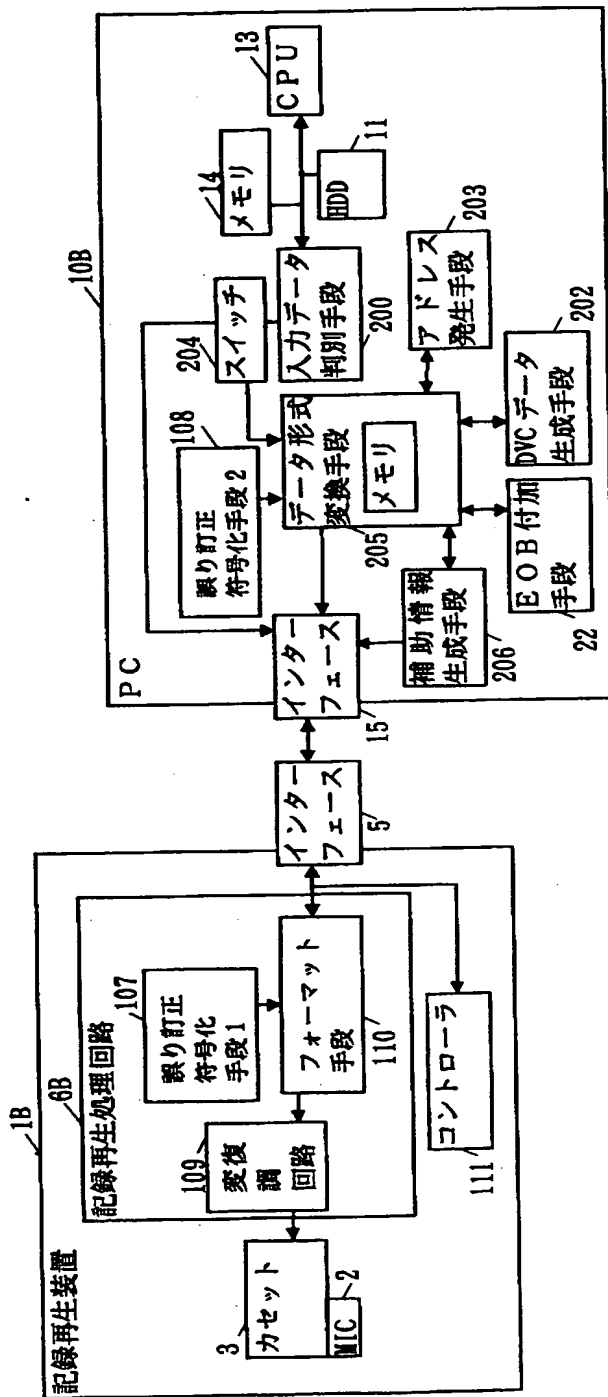 記録再生装置
1B
記録再生処理回路
6B
誤り訂正
符号化
手段1
107
変復
調
回路
109
フォーマット
手段
110
カセット
3
MIC
2
コントローラ
111
インター
フェース
5
PC
10B
インター
フェース
15
誤り訂正
符号化手段2
108
スイッチ
204
メモリ
14
CPU
13
HDD
11
入力データ
判別手段
200
データ形式
変換手段
メモリ
205
アドレス
発生手段
203
補助情報
生成手段
206
EOB付加
手段
22
DVCデータ
生成手段
202